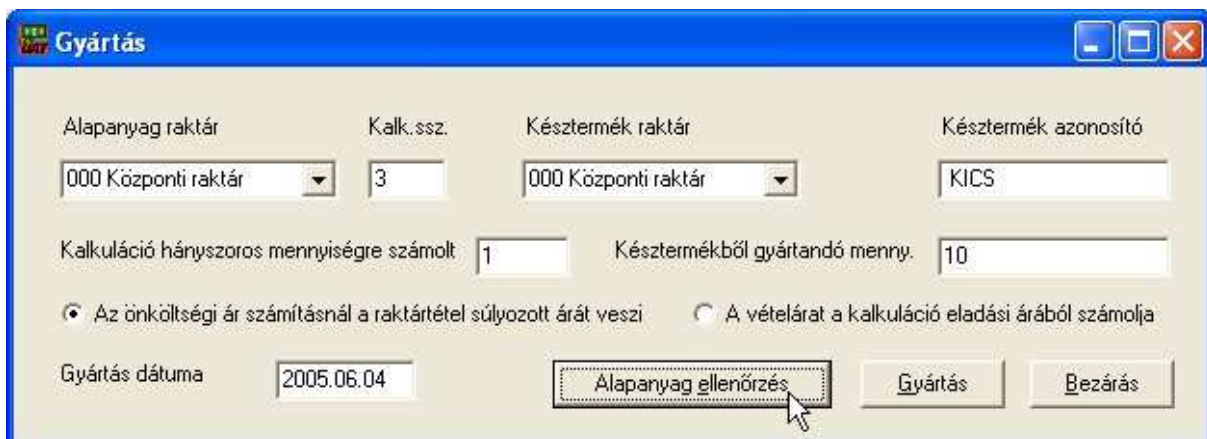 Gyártás
Alapanyag raktár Kalk.ssz. Késztermék raktár Késztermék azonosító
000 Központi raktár 3 000 Központi raktár KICS
Kalkuláció hányszoros mennyiségre számolt 1 Késztermékből gyártandó menny. 10
Az önköltségi ár számításnál a raktártétel súlyozott árát veszi A vételárat a kalkuláció eladási árából számolja
Gyártás dátuma 2005.06.04 Alapanyag ellenőrzés Gyártás Bezárás